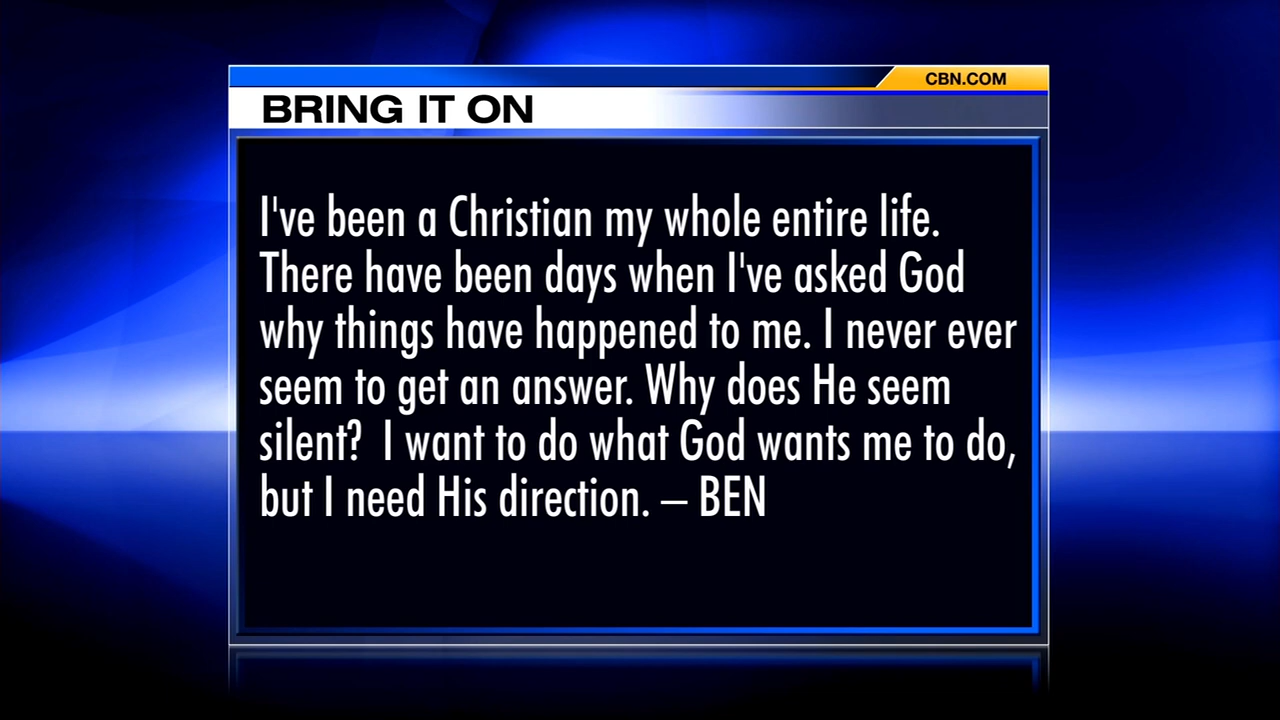 CBN.COM
BRING IT ON
I've been a Christian my whole entire life.
There have been days when I've asked God
why things have happened to me. I never ever
seem to get an answer. Why does He seem
silent?  I want to do what God wants me to do,
but I need His direction. – BEN